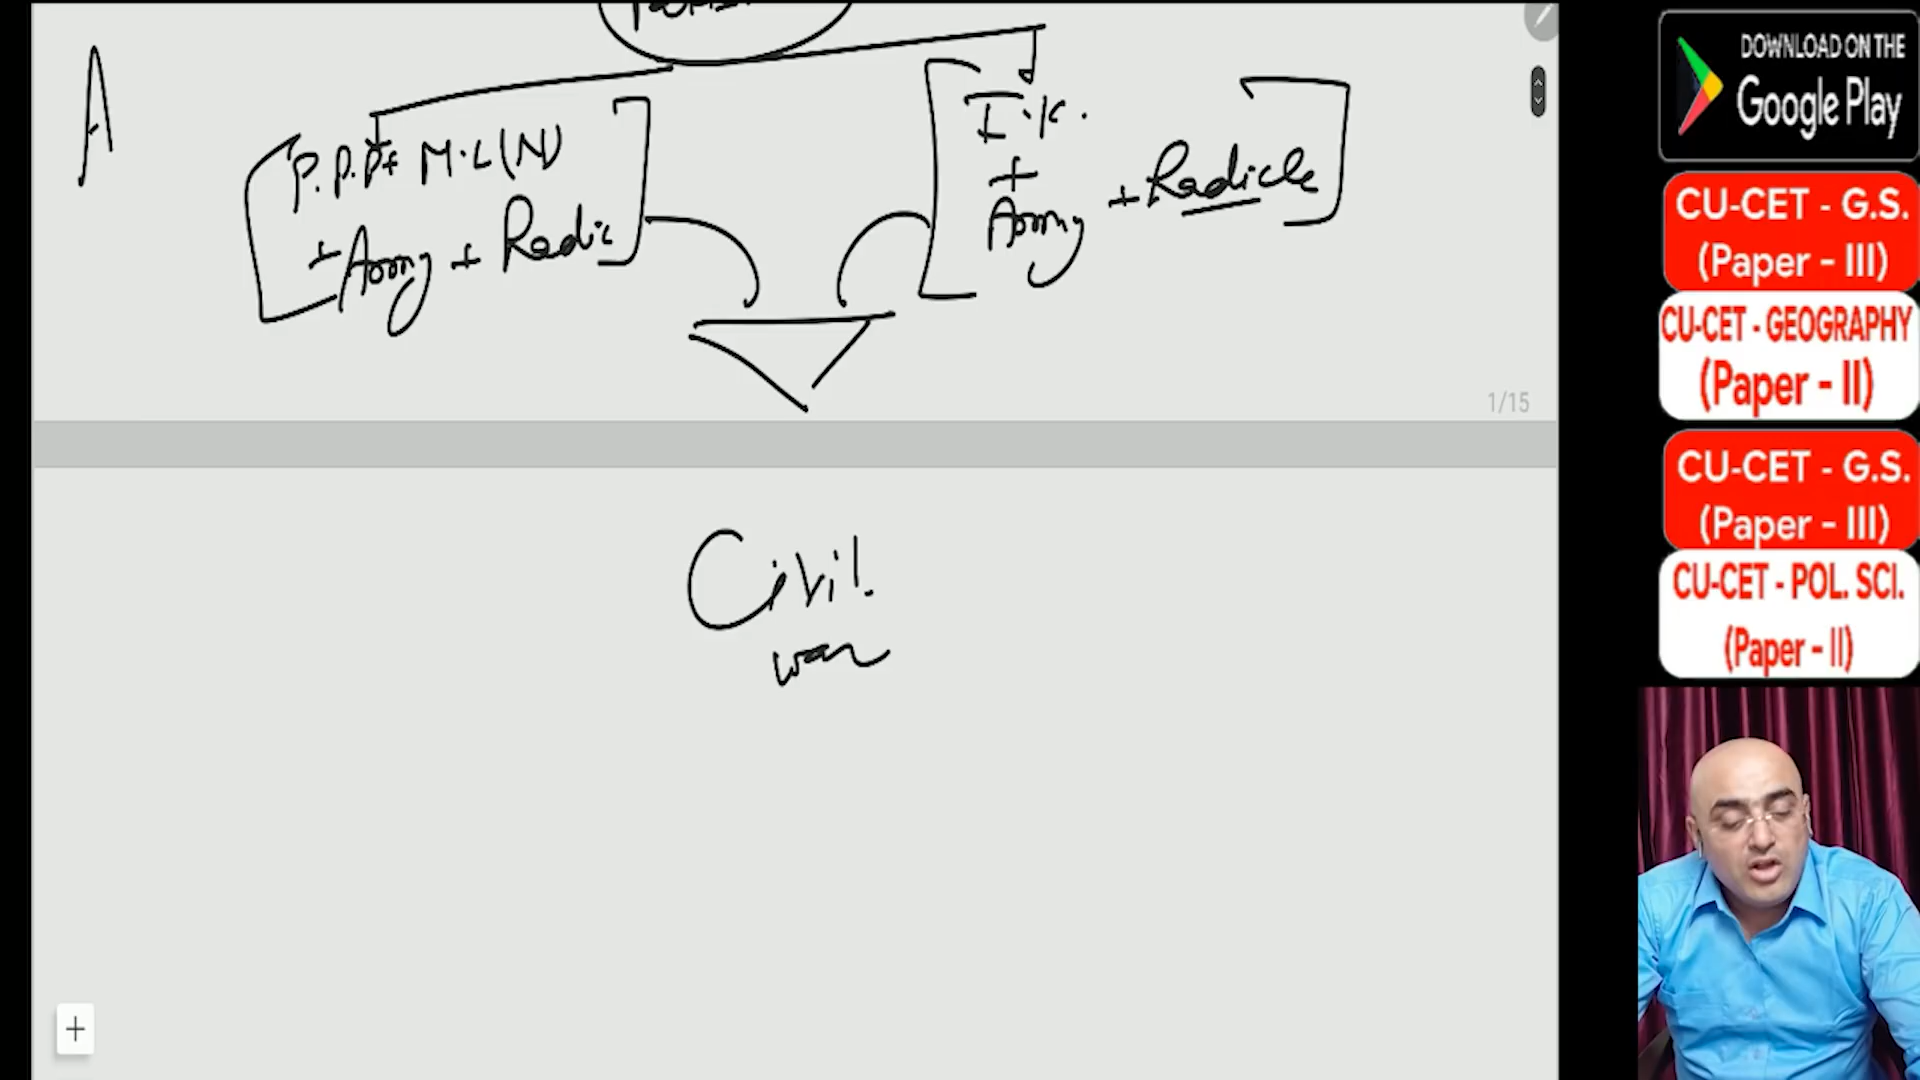 A
P.P.P+ M.L(N)
+ Army + Radic
I.K.
+
Army + Radicle
1/15
Civil
war
+
DOWNLOAD ON THE
Google Play
CU-CET - G.S.
(Paper - III)
CU-CET - GEOGRAPHY
(Paper - II)
CU-CET - G.S.
(Paper - III)
CU-CET - POL. SCI.
(Paper - II)